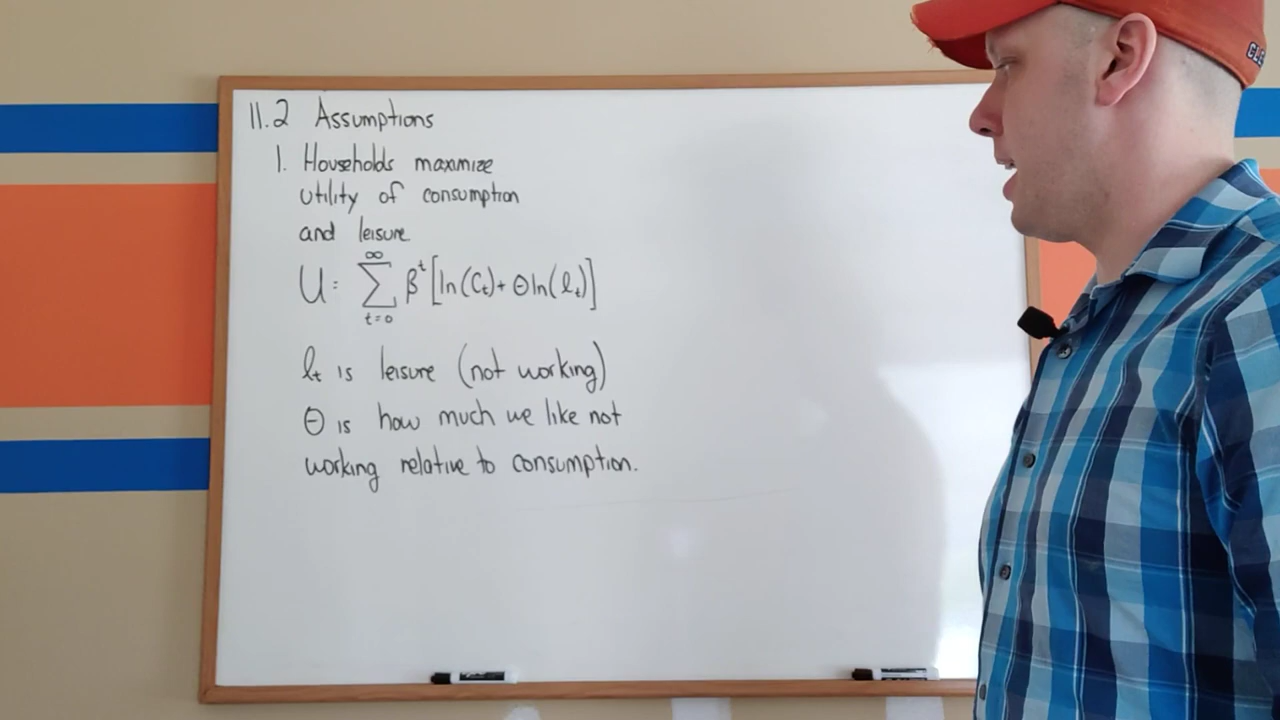 11.2 Assumptions
1. Households maximize
utility of consumption
and leisure
U = ∑_{t=0}^{∞} β^t [ln(C_t) + θln(ℓ_t)]
ℓ_t is leisure (not working)
θ is how much we like not
working relative to consumption.